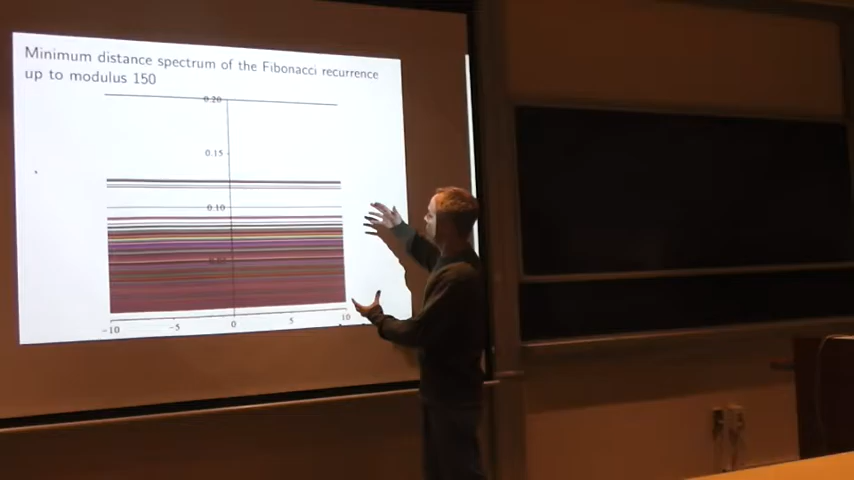 Minimum distance spectrum of the Fibonacci recurrence
up to modulus 150
0.20
0.15
0.10
-10 -5 0 5 10